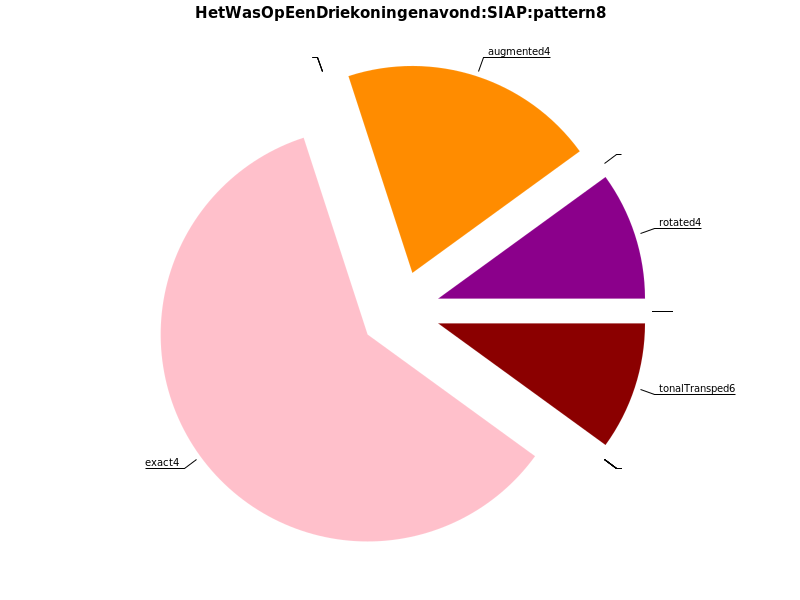 HetWasOpEenDriekoningenavond:SIAP:pattern8
augmented4
rotated4
tonalTransped6
exact4